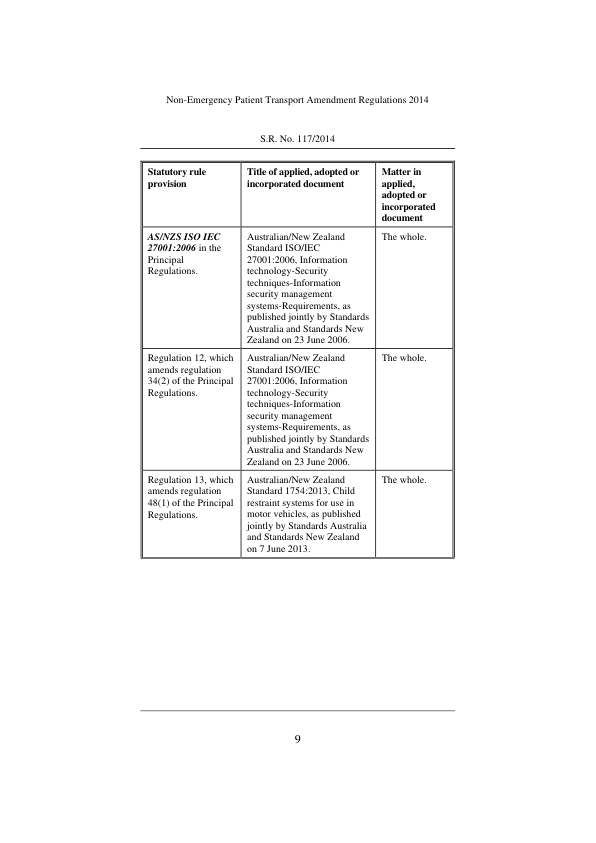 Non-Emergency Patient Transport Amendment Regulations 2014
S.R. No. 117/2014
Statutory rule
provision
Title of applied, adopted or
incorporated document
Matter in
applied,
adopted or
incorporated
document
AS/NZS ISO IEC
27001:2006 in the
Principal
Regulations.
Australian/New Zealand
Standard ISO/IEC
27001:2006, Information
technology-Security
techniques-Information
security management
systems-Requirements, as
published jointly by Standards
Australia and Standards New
Zealand on 23 June 2006.
The whole.
Regulation 12, which
amends regulation
34(2) of the Principal
Regulations.
Australian/New Zealand
Standard ISO/IEC
27001:2006, Information
technology-Security
techniques-Information
security management
systems-Requirements, as
published jointly by Standards
Australia and Standards New
Zealand on 23 June 2006.
The whole.
Regulation 13, which
amends regulation
48(1) of the Principal
Regulations.
Australian/New Zealand
Standard 1754:2013, Child
restraint systems for use in
motor vehicles, as published
jointly by Standards Australia
and Standards New Zealand
on 7 June 2013.
The whole.
9